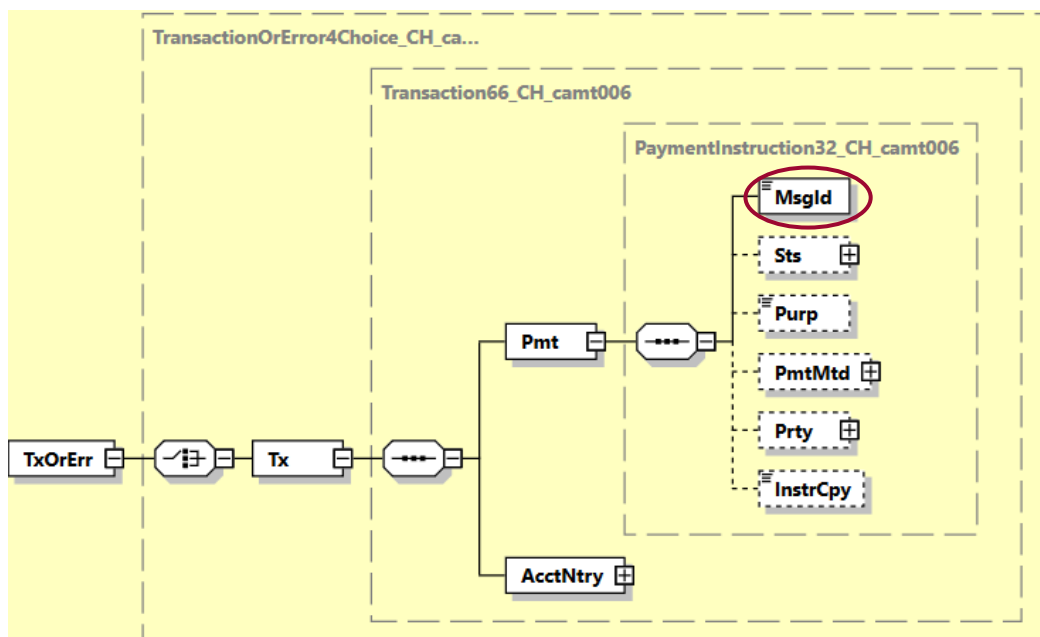 TransactionOrError4Choice_CH_ca...
Transaction66_CH_camt006
PaymentInstruction32_CH_camt006
MsgId
Sts
Purp
Pmt
PmtMtd
Prty
TxOrErr
Tx
InstrCpy
AcctNtry